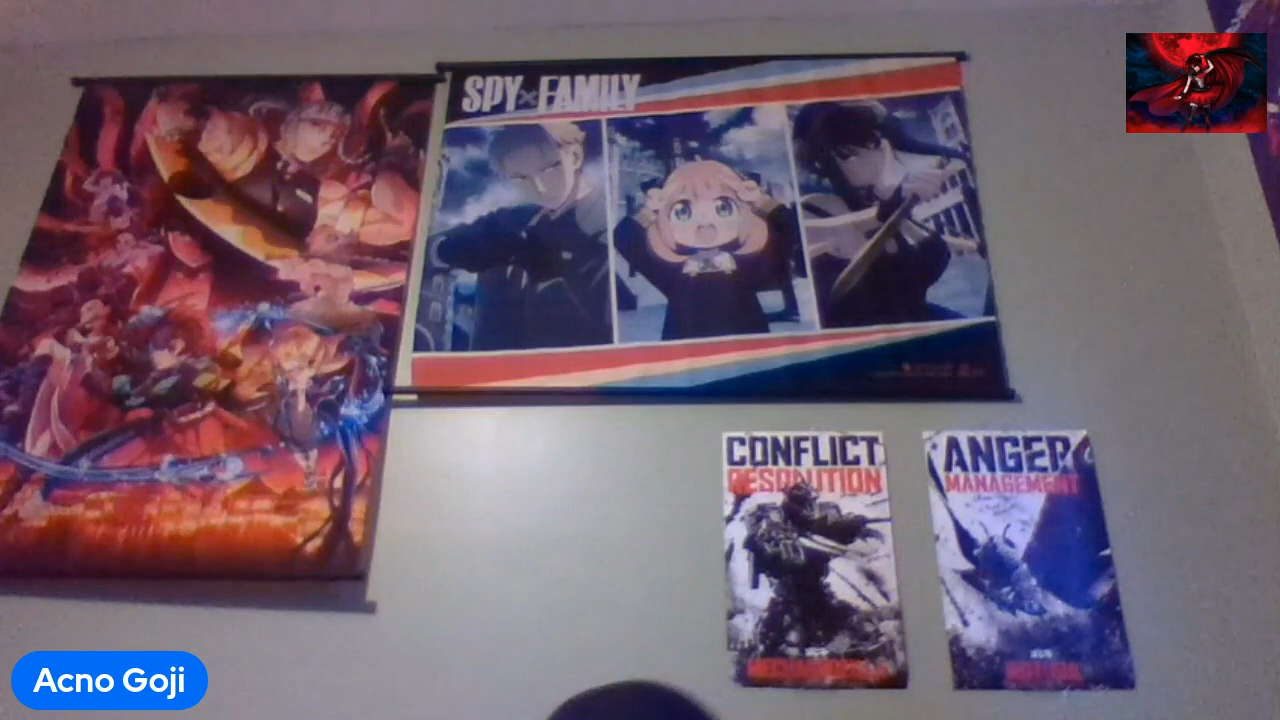 SPY×FAMILY
CONFLICT
RESOLUTION
ANGER
MANAGEMENT
Acno Goji